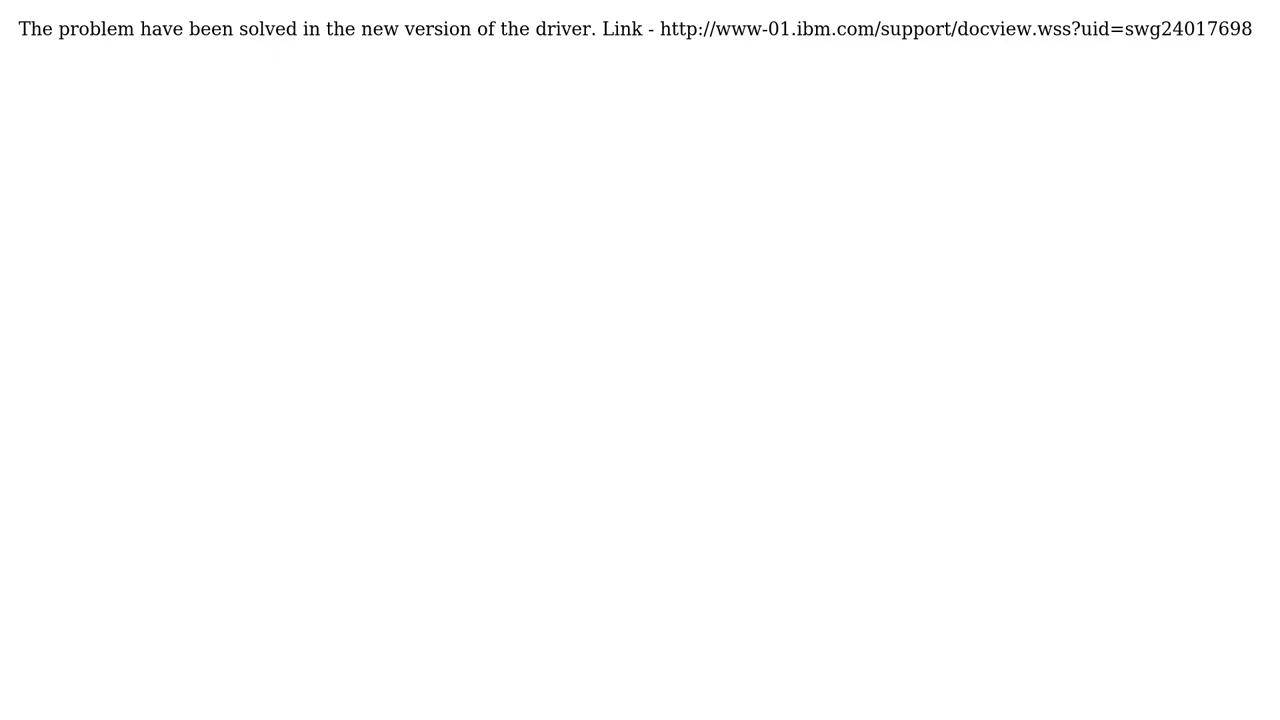 The problem have been solved in the new version of the driver. Link - http://www-01.ibm.com/support/docview.wss?uid=swg24017698